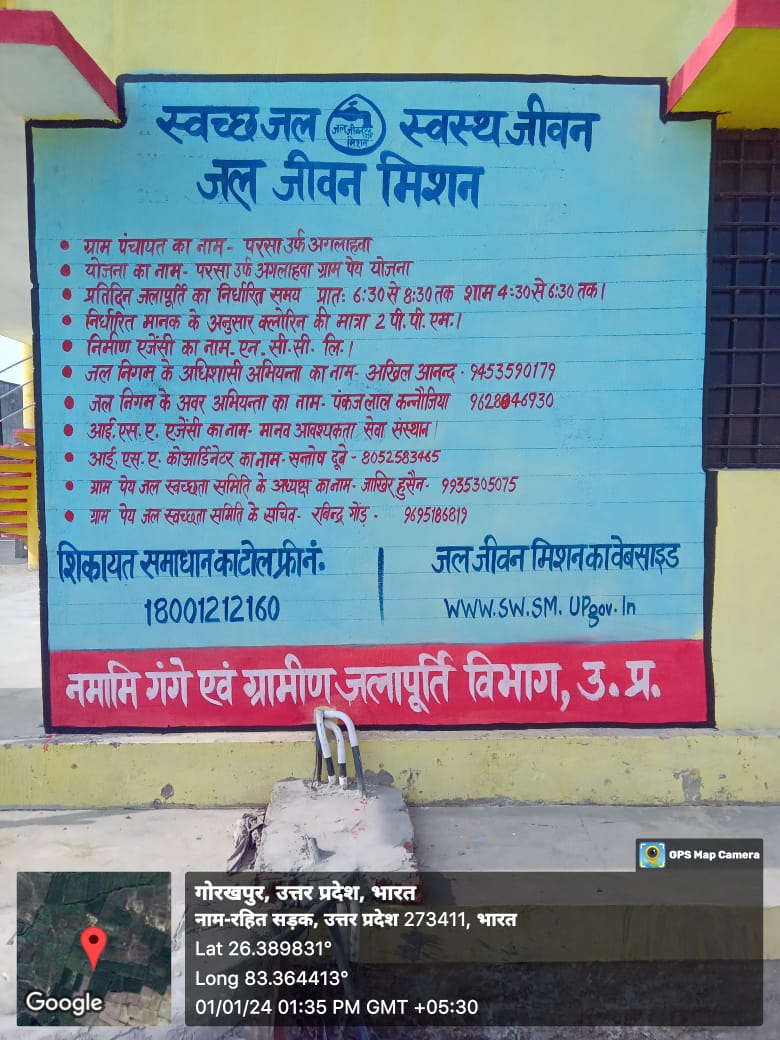 स्वच्छ जल जल जीवन मिशन स्वस्थ जीवन
जल जीवन मिशन
• ग्राम पंचायत का नाम- परसा उर्फ अगलाहवा
• योजना का नाम- परसा उर्फ अगलाहवा ग्राम पेय योजना
• प्रतिदिन जलापूर्ति का निर्धारित समय प्रात: 6:30 से 8:30 तक शाम 4:30 से 6:30 तक।
• निर्धारित मानक के अनुसार क्लोरिन की मात्रा 2 पी.पी.एम.।
• निर्माण एजेंसी का नाम- एन.सी.सी. लि.।
• जल निगम के अधिशासी अभियन्ता का नाम- अखिल आनन्द - 9453590179
• जल निगम के अवर अभियन्ता का नाम- पंकज लाल कन्नौजिया 9628846930
• आई.एस.ए. एजेंसी का नाम- मानव आवश्यकता सेवा संस्थान।
• आई.एस.ए. कोआर्डिनेटर का नाम- सन्तोष दूबे - 8052583465
• ग्राम पेय जल स्वच्छता समिति के अध्यक्ष का नाम- जाखिर हुसैन- 9935305075
• ग्राम पेय जल स्वच्छता समिति के सचिव- रबिन्द्र गोंड़ - 9695186819
शिकायत समाधान का टोल फ्री नं.
18001212160
जल जीवन मिशन का वेबसाइड
WWW.SW.SM.UPgov.In
नमामि गंगे एवं ग्रामीण जलापूर्ति विभाग, उ.प्र.
GPS Map Camera
गोरखपुर, उत्तर प्रदेश, भारत
नाम-रहित सड़क, उत्तर प्रदेश 273411, भारत
Lat 26.389831°
Long 83.364413°
01/01/24 01:35 PM GMT +05:30
Google